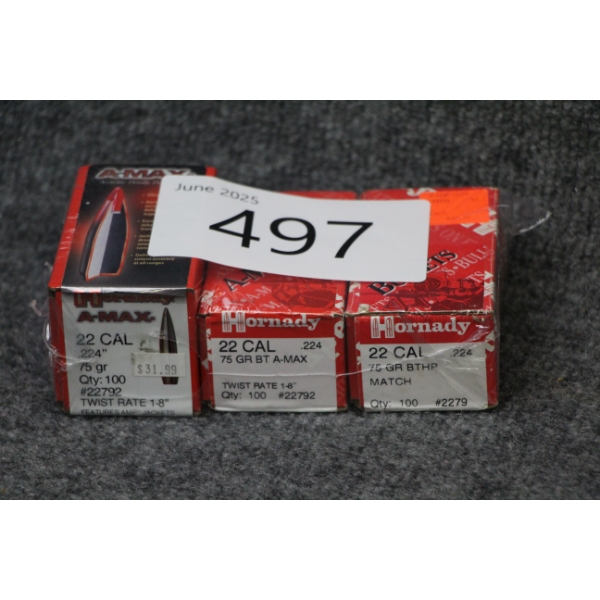 June 2025
497
A-MAX
Hornady
A-MAX
22 CAL
.224"
75 gr
Qty: 100
#22792
TWIST RATE 1-8"
$31.99
Hornady
22 CAL .224
75 GR BT A-MAX
TWIST RATE 1-8"
Qty: 100 #22792
Hornady
22 CAL .224
75 GR BTHP
MATCH
Qty: 100 #2279